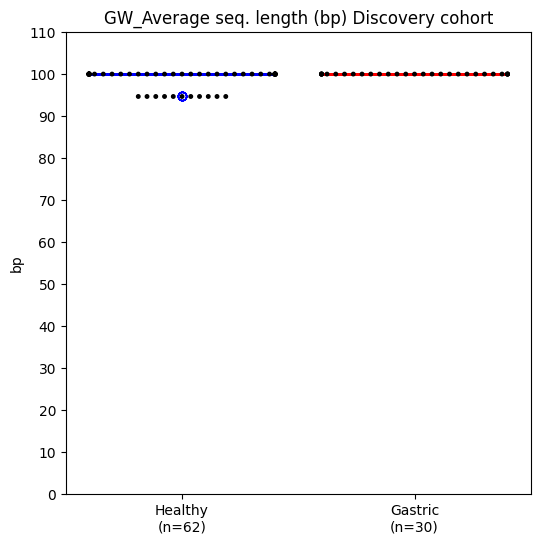 GW_Average seq. length (bp) Discovery cohort
110
100
90
80
70
60
50
40
30
20
10
0
bp
Healthy
(n=62)
Gastric
(n=30)